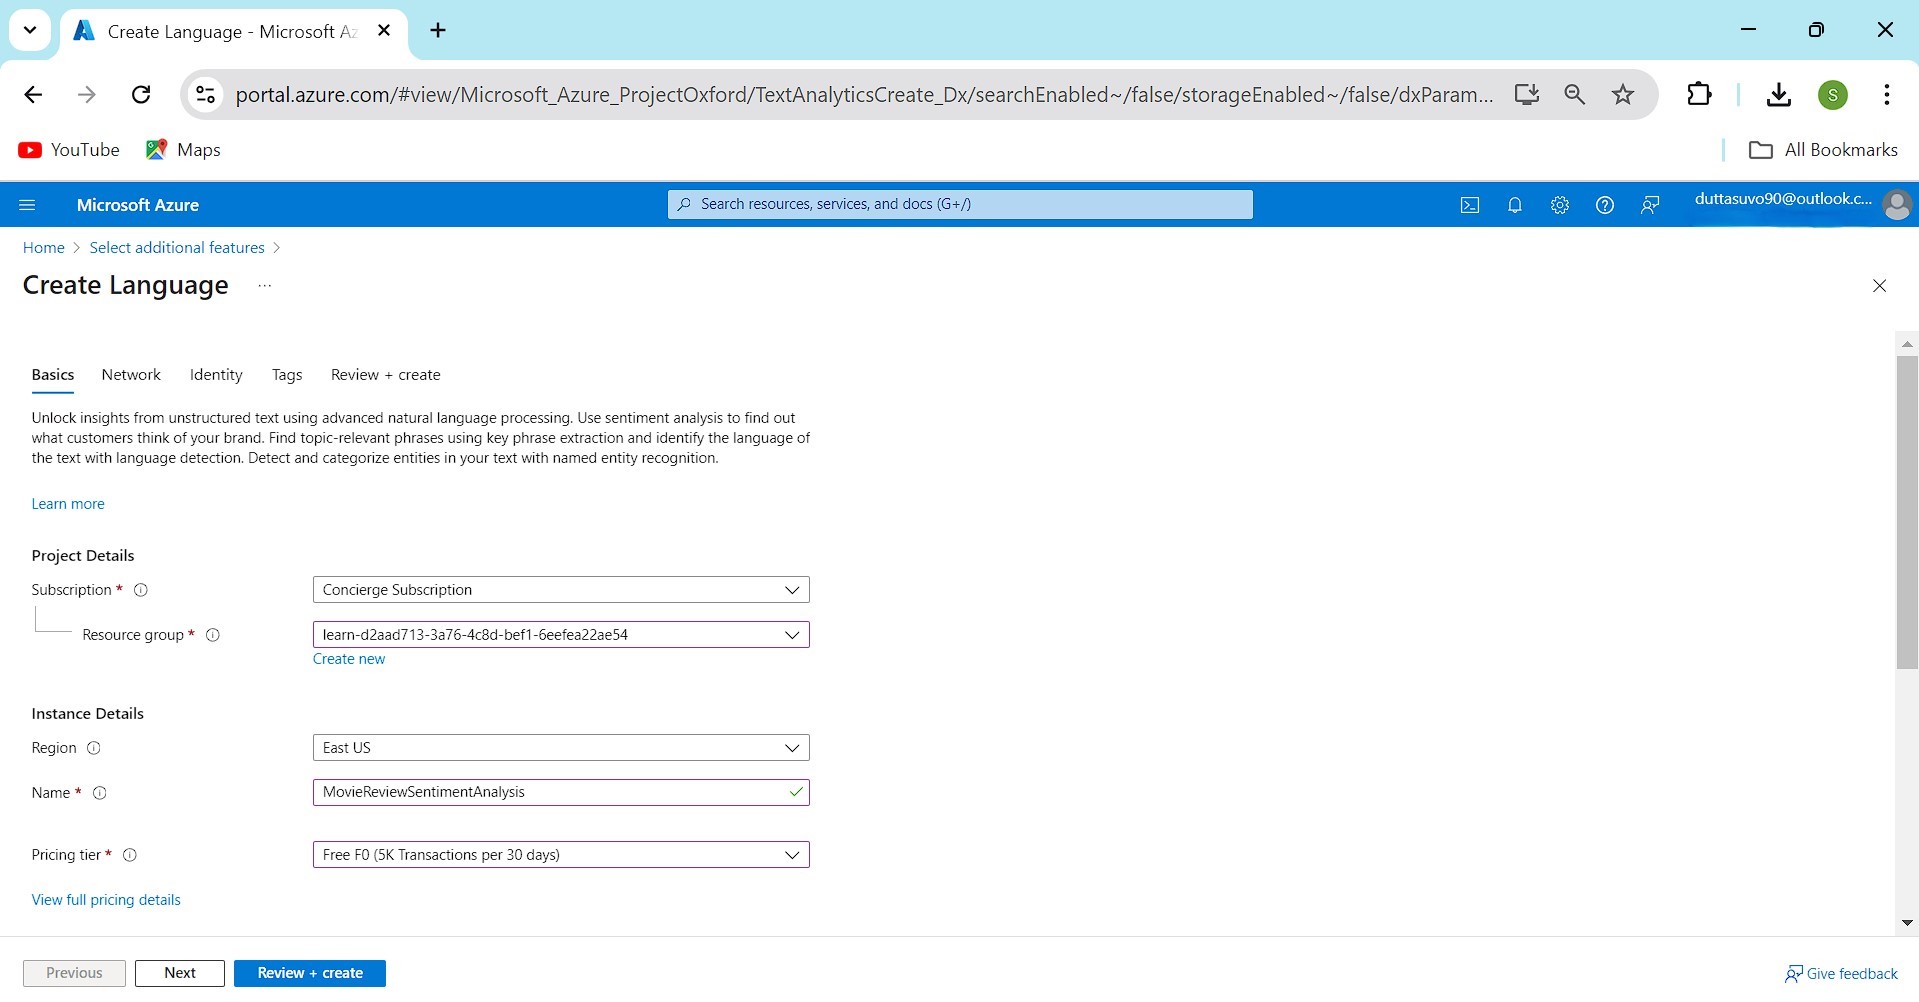 Create Language - Microsoft Az
portal.azure.com/#view/Microsoft_Azure_ProjectOxford/TextAnalyticsCreate_Dx/searchEnabled~/false/storageEnabled~/false/dxParam...
S
YouTube
Maps
All Bookmarks
Microsoft Azure
Search resources, services, and docs (G+/)
duttasuvo90@outlook.c...
Home > Select additional features >
Create Language ...
Basics Network Identity Tags Review + create
Unlock insights from unstructured text using advanced natural language processing. Use sentiment analysis to find out
what customers think of your brand. Find topic-relevant phrases using key phrase extraction and identify the language of
the text with language detection. Detect and categorize entities in your text with named entity recognition.
Learn more
Project Details
Subscription *
Concierge Subscription
Resource group *
learn-d2aad713-3a76-4c8d-bef1-6eefea22ae54
Create new
Instance Details
Region
East US
Name *
MovieReviewSentimentAnalysis
Pricing tier *
Free F0 (5K Transactions per 30 days)
View full pricing details
Previous
Next
Review + create
Give feedback